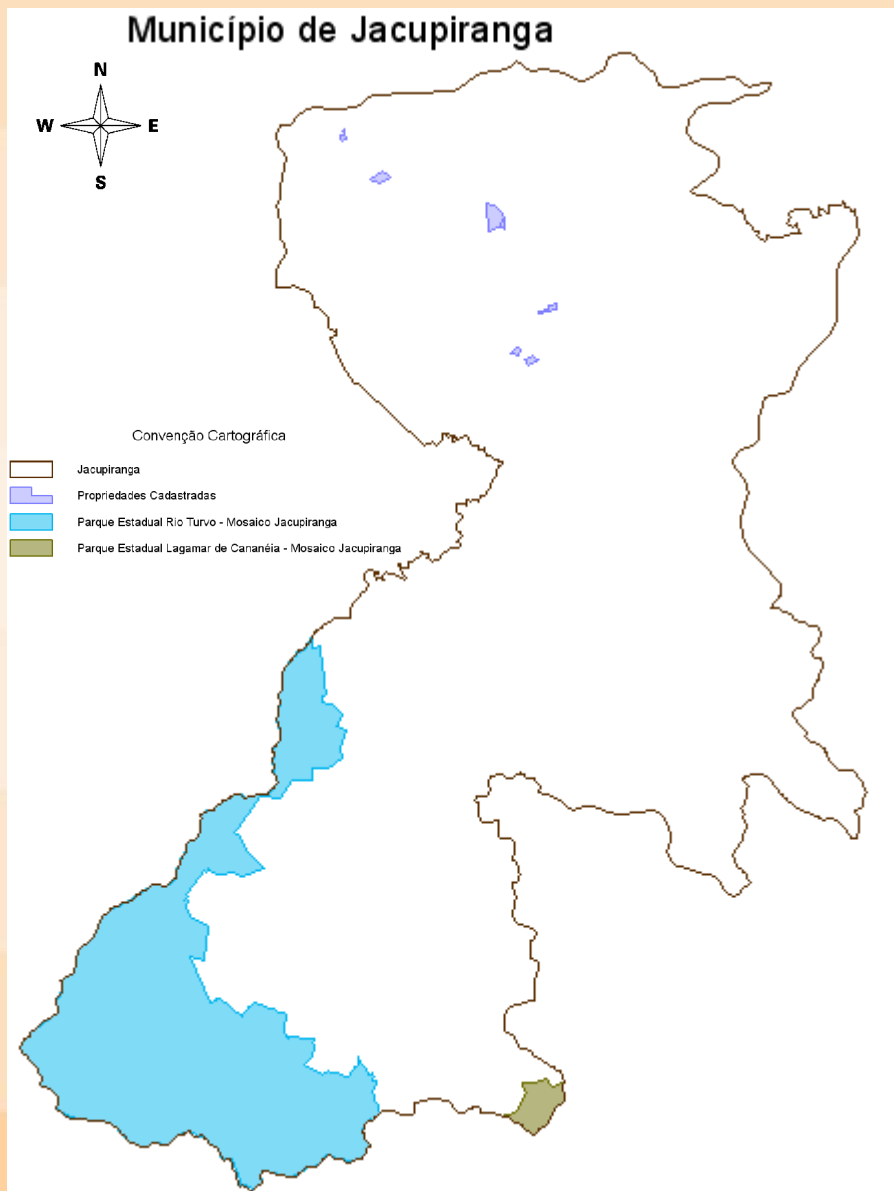 Município de Jacupiranga
N
W E
S
Convenção Cartográfica
Jacupiranga
Propriedades Cadastradas
Parque Estadual Rio Turvo - Mosaico Jacupiranga
Parque Estadual Lagamar de Cananéia - Mosaico Jacupiranga